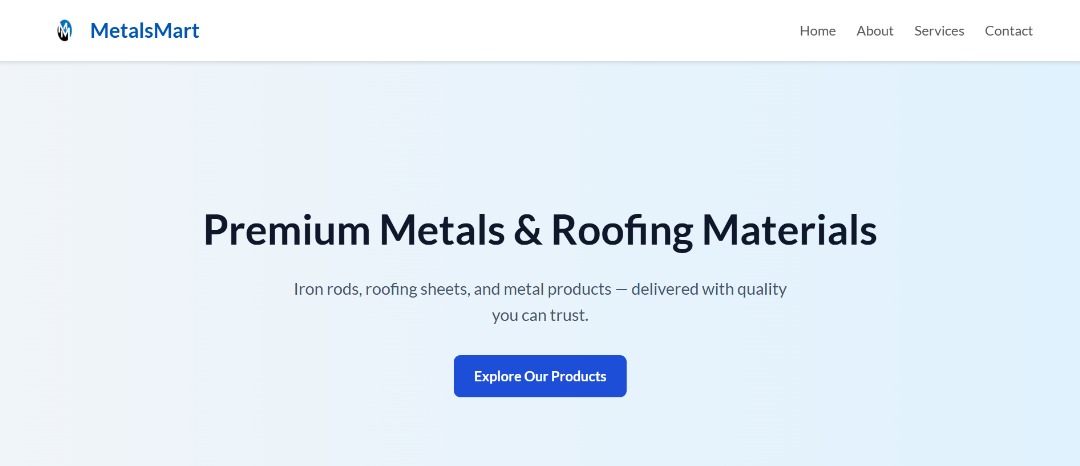 MetalsMart
Home About Services Contact
Premium Metals & Roofing Materials
Iron rods, roofing sheets, and metal products — delivered with quality
you can trust.
Explore Our Products